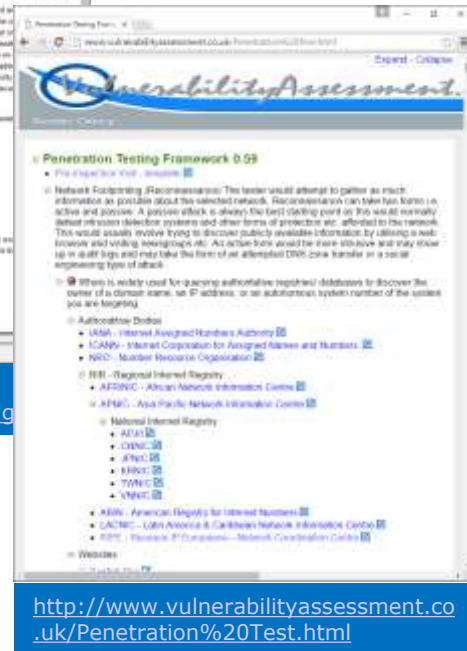 Penetration Testing Fram
www.vulnerabilityassessment.co.uk/Penetration%20Test.html
Expand - Collapse
VulnerabilityAssessment.
Penetration Testing Framework 0.59
Pre-Inspection Visit - template
Network Footprinting (Reconnaissance) The tester would attempt to gather as much
information as possible about the selected network. Reconnaissance can take two forms i.e.
active and passive. A passive attack is always the best starting point as this would normally
defeat intrusion detection systems and other forms of protection etc. afforded to the network.
This would usually involve trying to discover publicly available information by utilising a web
browser and visiting newsgroups etc. An active form would be more intrusive and may show
up in audit logs and may take the form of an attempted DNS zone transfer or a social
engineering type of attack.
is widely used for querying authoritative registries/ databases to discover the
owner of a domain name, an IP address, or an autonomous system number of the system
you are targeting.
Authoritative Bodies
IANA - Internet Assigned Numbers Authority
ICANN - Internet Corporation for Assigned Names and Numbers.
NRO - Number Resource Organisation
RIR - Regional Internet Registry
AFRINIC - African Network Information Centre
APNIC - Asia Pacific Network Information Centre
National Internet Registry
APJII
CNNIC
JPNIC
KRNIC
TWNIC
VNNIC
ARIN - American Registry for Internet Numbers
LACNIC - Latin America & Caribbean Network Information Centre
RIPE - Reseaux IP Européens - Network Coordination Centre
Websites
g
http://www.vulnerabilityassessment.co
.uk/Penetration%20Test.html